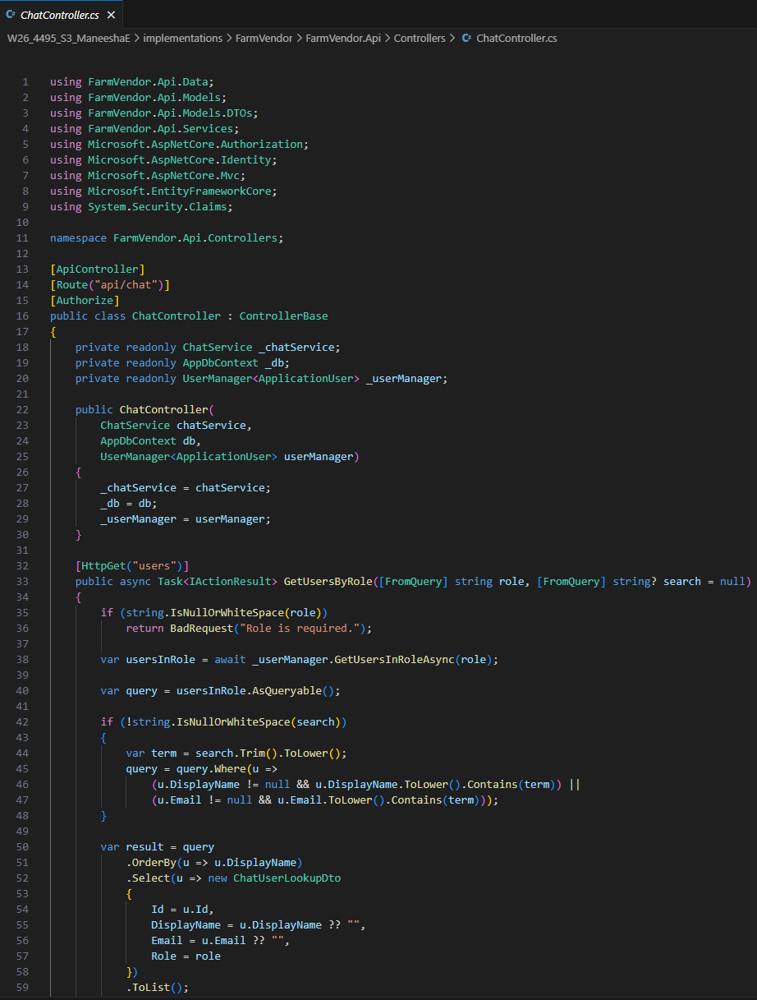 ChatController.cs
W26_4495_S3_ManeeshaE > implementations > FarmVendor > FarmVendor.Api > Controllers > ChatController.cs
1 using FarmVendor.Api.Data;
2 using FarmVendor.Api.Models;
3 using FarmVendor.Api.Models.DTOs;
4 using FarmVendor.Api.Services;
5 using Microsoft.AspNetCore.Authorization;
6 using Microsoft.AspNetCore.Identity;
7 using Microsoft.AspNetCore.Mvc;
8 using Microsoft.EntityFrameworkCore;
9 using System.Security.Claims;
10
11 namespace FarmVendor.Api.Controllers;
12
13 [ApiController]
14 [Route("api/chat")]
15 [Authorize]
16 public class ChatController : ControllerBase
17 {
18     private readonly ChatService _chatService;
19     private readonly AppDbContext _db;
20     private readonly UserManager<ApplicationUser> _userManager;
21
22     public ChatController(
23         ChatService chatService,
24         AppDbContext db,
25         UserManager<ApplicationUser> userManager)
26     {
27         _chatService = chatService;
28         _db = db;
29         _userManager = userManager;
30     }
31
32     [HttpGet("users")]
33     public async Task<IActionResult> GetUsersByRole([FromQuery] string role, [FromQuery] string? search = null)
34     {
35         if (string.IsNullOrWhiteSpace(role))
36             return BadRequest("Role is required.");
37
38         var usersInRole = await _userManager.GetUsersInRoleAsync(role);
39
40         var query = usersInRole.AsQueryable();
41
42         if (!string.IsNullOrWhiteSpace(search))
43         {
44             var term = search.Trim().ToLower();
45             query = query.Where(u =>
46                 (u.DisplayName != null && u.DisplayName.ToLower().Contains(term)) ||
47                 (u.Email != null && u.Email.ToLower().Contains(term)));
48         }
49
50         var result = query
51             .OrderBy(u => u.DisplayName)
52             .Select(u => new ChatUserLookupDto
53             {
54                 Id = u.Id,
55                 DisplayName = u.DisplayName ?? "",
56                 Email = u.Email ?? "",
57                 Role = role
58             })
59             .ToList();